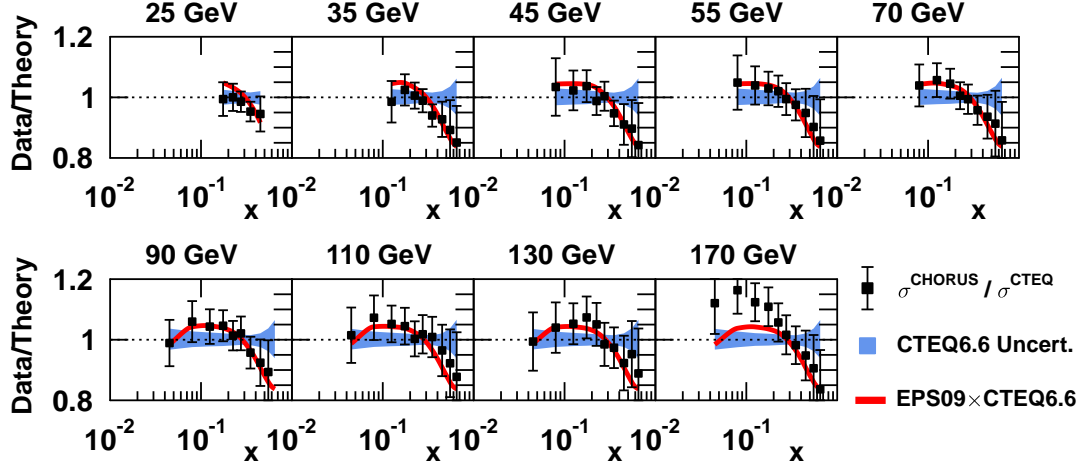 25 GeV 35 GeV 45 GeV 55 GeV 70 GeV
Data/Theory
1.2
1
0.8
10⁻² 10⁻¹ 10⁻² 10⁻¹ 10⁻² 10⁻¹ 10⁻² 10⁻¹ 10⁻² 10⁻¹
x x x x x
90 GeV 110 GeV 130 GeV 170 GeV
Data/Theory
1.2
1
0.8
10⁻² 10⁻¹ 10⁻² 10⁻¹ 10⁻² 10⁻¹ 10⁻² 10⁻¹
x x x x
σ^CHORUS / σ^CTEQ
CTEQ6.6 Uncert.
EPS09×CTEQ6.6